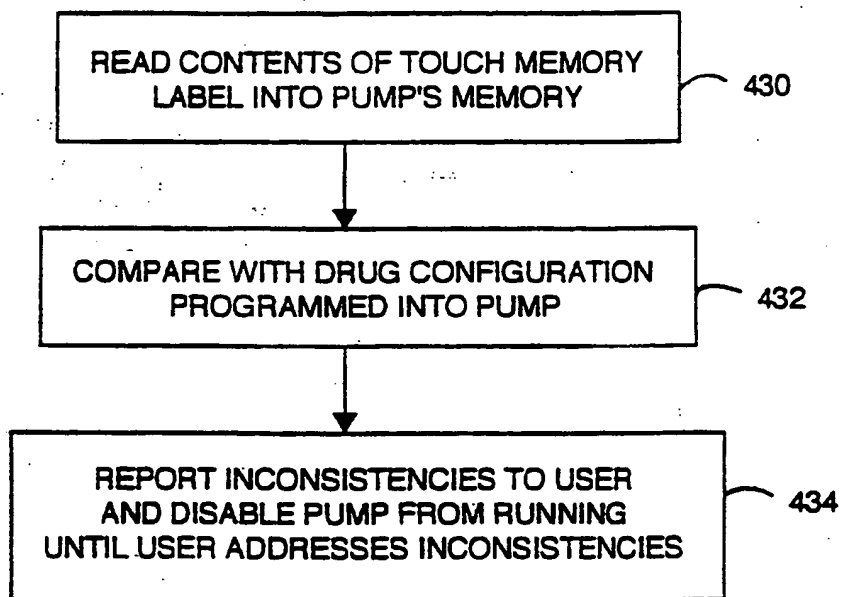 READ CONTENTS OF TOUCH MEMORY
LABEL INTO PUMP'S MEMORY
430
COMPARE WITH DRUG CONFIGURATION
PROGRAMMED INTO PUMP
432
REPORT INCONSISTENCIES TO USER
AND DISABLE PUMP FROM RUNNING
UNTIL USER ADDRESSES INCONSISTENCIES
434